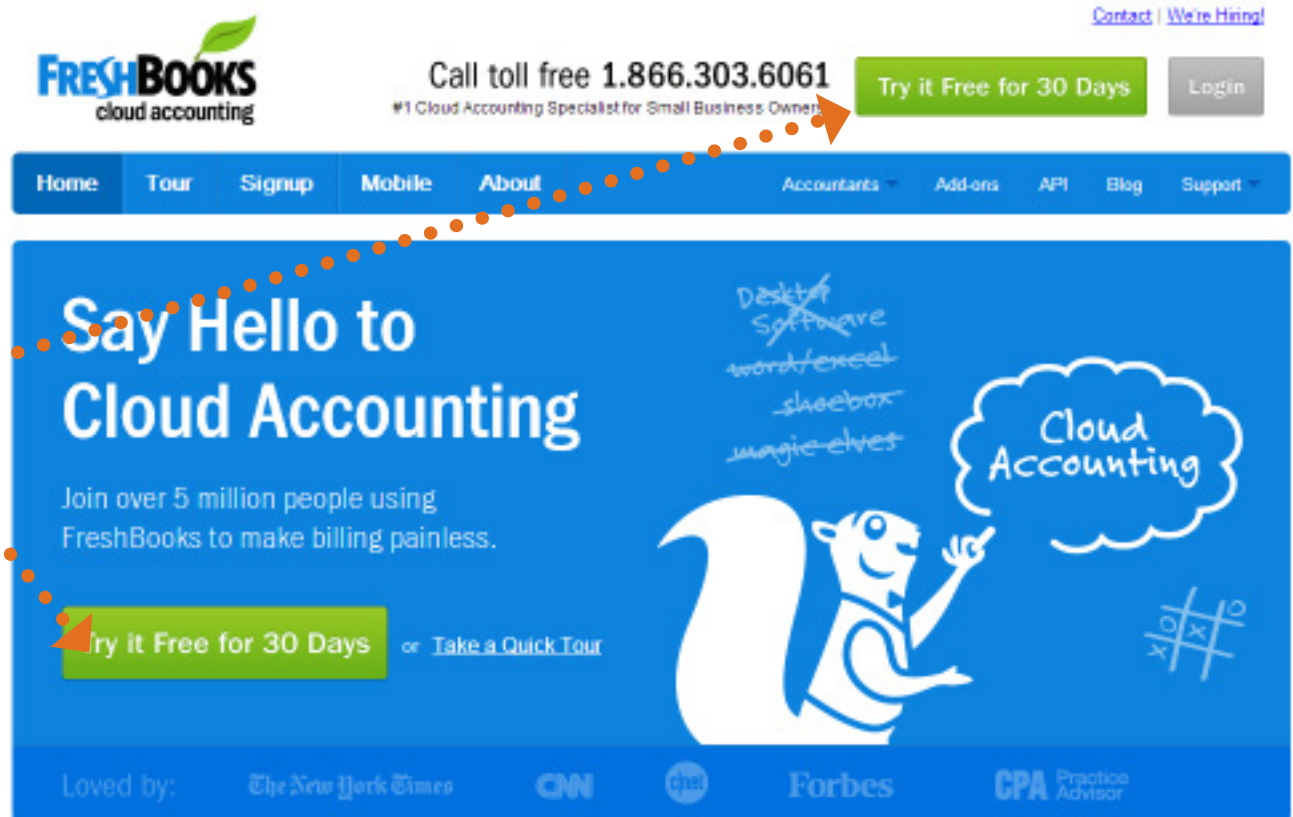 Contact | We're Hiring!
FRESHBOOKS
cloud accounting
Call toll free 1.866.303.6061
#1 Cloud Accounting Specialist for Small Business Owners
Try it Free for 30 Days
Login
Home Tour Signup Mobile About Accountants Add-ons API Blog Support
Say Hello to
Cloud Accounting
Join over 5 million people using
FreshBooks to make billing painless.
Try it Free for 30 Days or Take a Quick Tour
Desktop
Software
word/excel
shoebox
magic elves
Cloud
Accounting
X O
O X
X
Loved by: The New York Times CNN cnet Forbes CPA Practice
Advisor